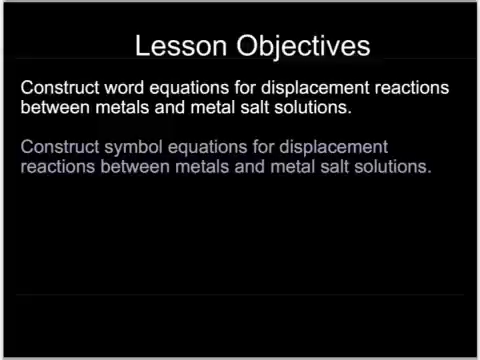 Lesson Objectives
Construct word equations for displacement reactions
between metals and metal salt solutions.
Construct symbol equations for displacement
reactions between metals and metal salt solutions.